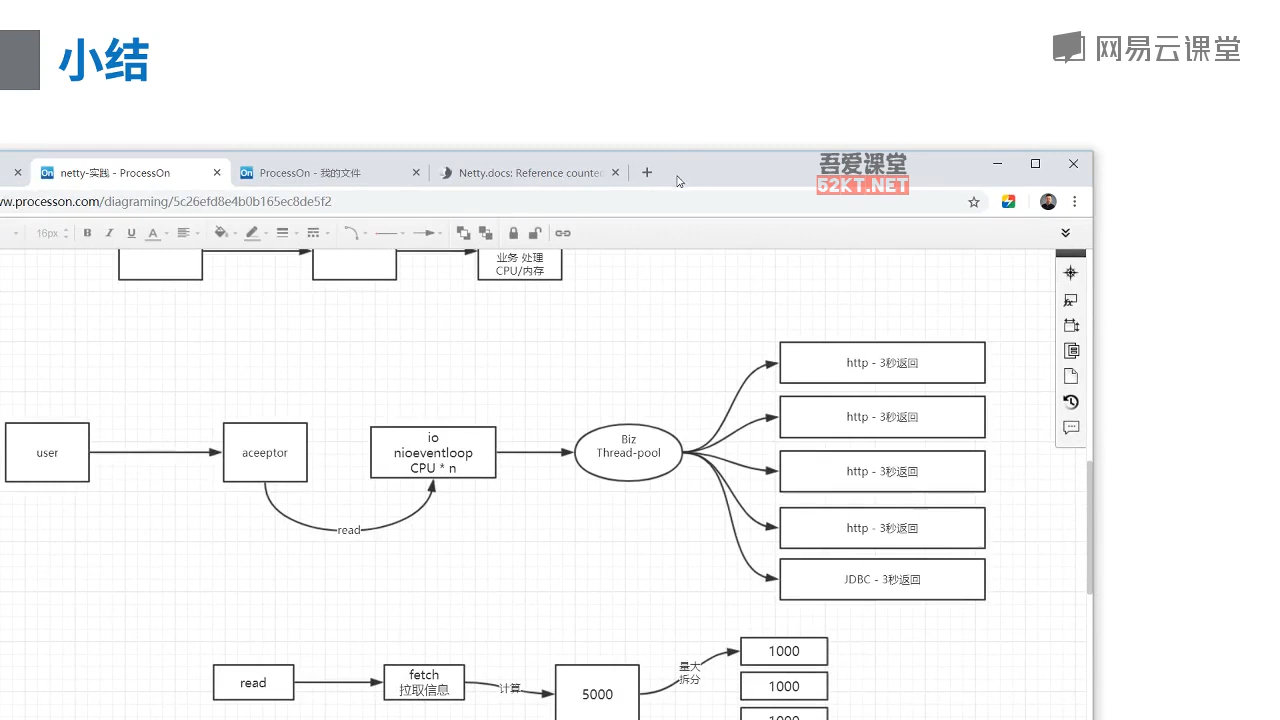 小结
网易云课堂
吾爱课堂
52KT.NET
netty-实践 - ProcessOn
ProcessOn - 我的文件
Netty.docs: Reference counte
ww.processon.com/diagraming/5c26efd8e4b0b165ec8de5f2
16px
B I U A
业务 处理
CPU/内存
user
aceeptor
io
nioeventloop
CPU * n
read
Biz
Thread-pool
http - 3秒返回
http - 3秒返回
http - 3秒返回
http - 3秒返回
JDBC - 3秒返回
read
fetch
拉取信息
计算
5000
量大
拆分
1000
1000
1000